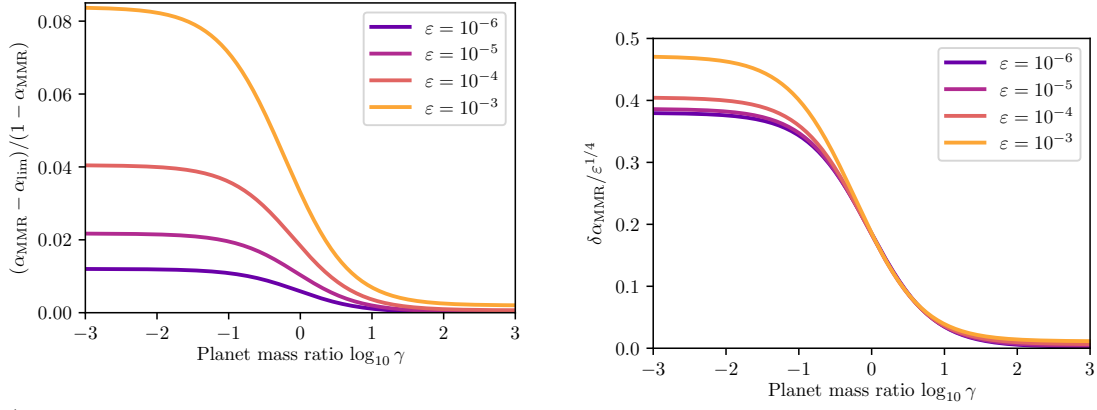 (α_MMR − α_lim)/(1 − α_MMR)
0.08
0.06
0.04
0.02
0.00
ε = 10⁻⁶
ε = 10⁻⁵
ε = 10⁻⁴
ε = 10⁻³
−3 −2 −1 0 1 2 3
Planet mass ratio log₁₀ γ
δα_MMR/ε^{1/4}
0.5
0.4
0.3
0.2
0.1
0.0
ε = 10⁻⁶
ε = 10⁻⁵
ε = 10⁻⁴
ε = 10⁻³
−3 −2 −1 0 1 2 3
Planet mass ratio log₁₀ γ